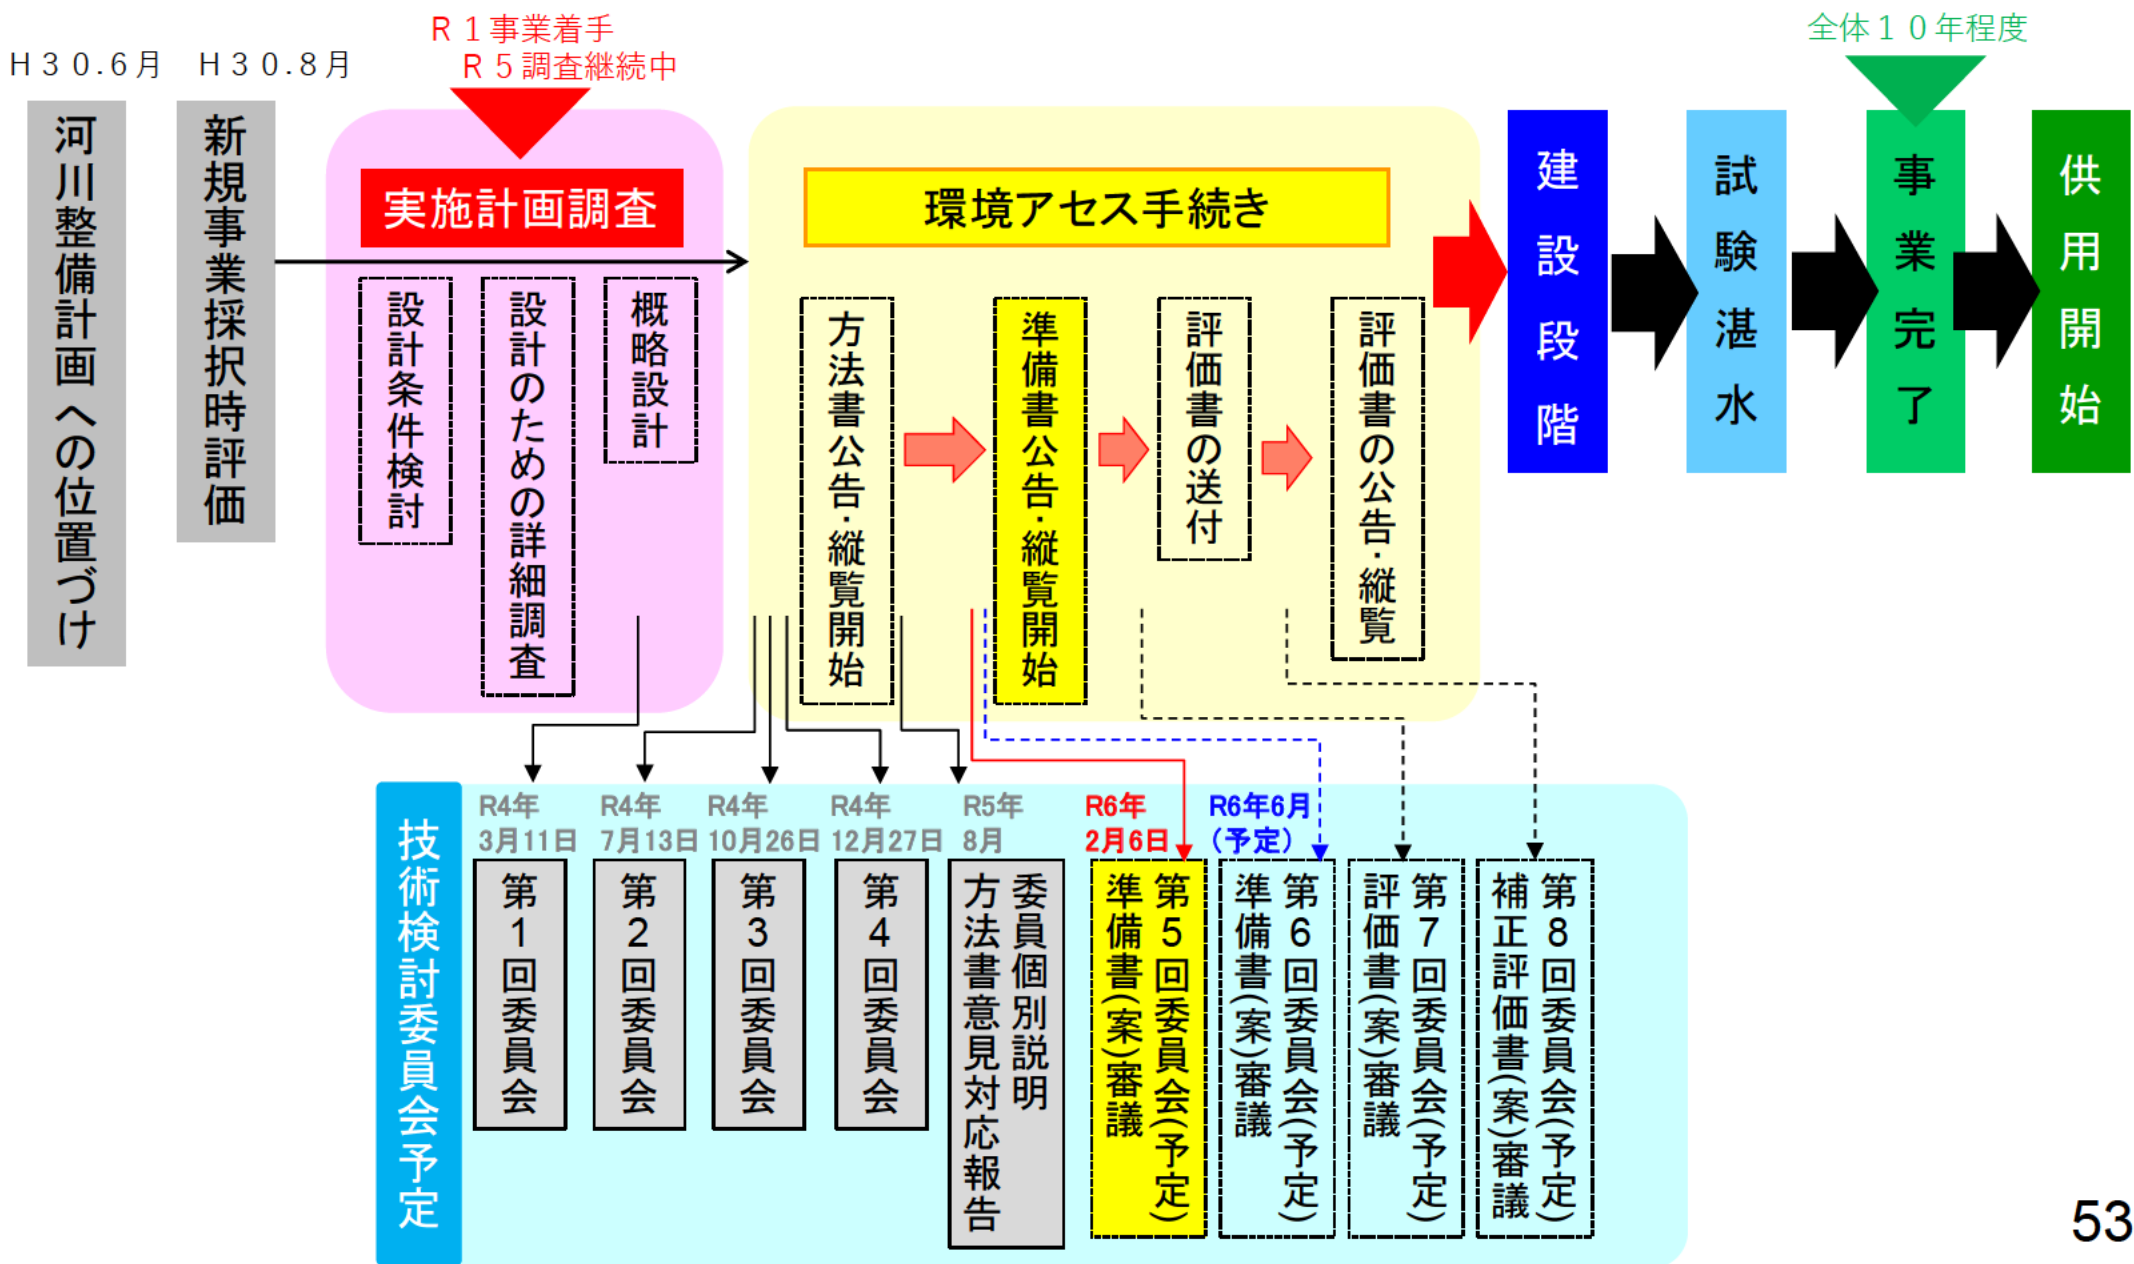 H30.6月
H30.8月
R1事業着手
R5調査継続中
全体10年程度
河川整備計画への位置づけ
新規事業採択時評価
実施計画調査
設計条件検討
設計のための詳細調査
概略設計
環境アセス手続き
方法書公告・縦覧開始
準備書公告・縦覧開始
評価書の送付
評価書の公告・縦覧
建設段階
試験湛水
事業完了
供用開始
技術検討委員会予定
R4年
3月11日
第1回委員会
R4年
7月13日
第2回委員会
R4年
10月26日
第3回委員会
R4年
12月27日
第4回委員会
R5年
8月
委員個別説明
方法書意見対応報告
R6年
2月6日
第5回委員会(予定)
準備書(案)審議
R6年6月
(予定)
第6回委員会(予定)
準備書(案)審議
第7回委員会(予定)
評価書(案)審議
第8回委員会(予定)
補正評価書(案)審議
53